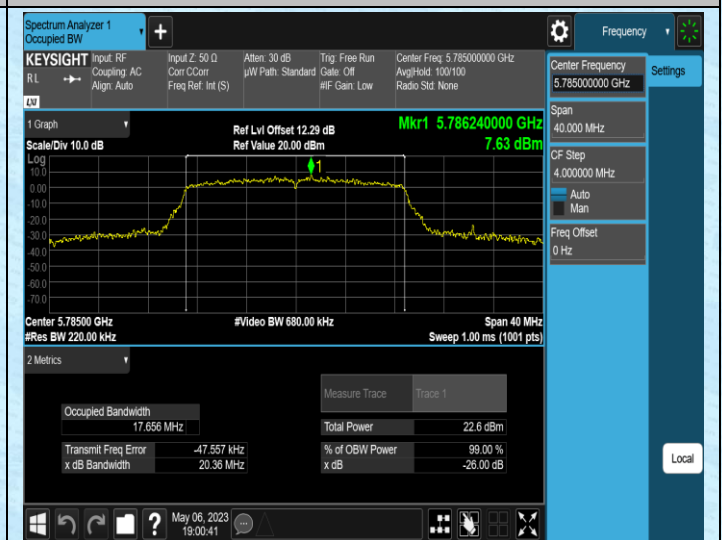 Spectrum Analyzer 1
Occupied BW
+
Frequency
KEYSIGHT
R L
LXI
Input: RF
Coupling: AC
Align: Auto
Input Z: 50 Ω
Corr CCorr
Freq Ref: Int (S)
Atten: 30 dB
µW Path: Standard
Trig: Free Run
Gate: Off
#IF Gain: Low
Center Freq: 5.785000000 GHz
Avg|Hold: 100/100
Radio Std: None
Center Frequency
5.785000000 GHz
Settings
Span
40.000 MHz
CF Step
4.000000 MHz
Auto
Man
Freq Offset
0 Hz
Local
1 Graph
Scale/Div 10.0 dB
Ref Lvl Offset 12.29 dB
Ref Value 20.00 dBm
Mkr1 5.786240000 GHz
7.63 dBm
Log
10.0
0.00
-10.0
-20.0
-30.0
-40.0
-50.0
-60.0
-70.0
1
Center 5.78500 GHz
#Res BW 220.00 kHz
#Video BW 680.00 kHz
Span 40 MHz
Sweep 1.00 ms (1001 pts)
2 Metrics
Measure Trace
Trace 1
Occupied Bandwidth
17.656 MHz
Total Power
22.6 dBm
Transmit Freq Error
-47.557 kHz
% of OBW Power
99.00 %
x dB Bandwidth
20.36 MHz
x dB
-26.00 dB
?
May 06, 2023
19:00:41